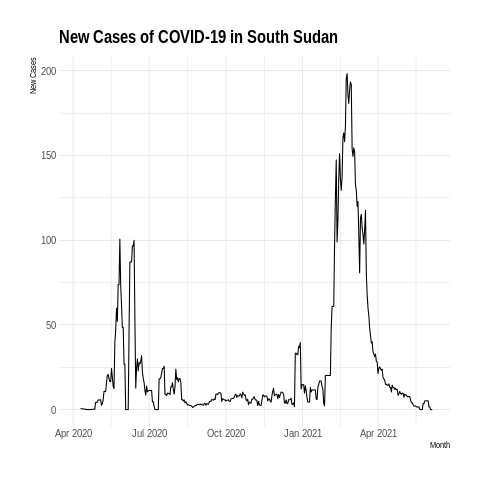 New Cases of COVID-19 in South Sudan
New Cases
200
150
100
50
0
Apr 2020 Jul 2020 Oct 2020 Jan 2021 Apr 2021
Month